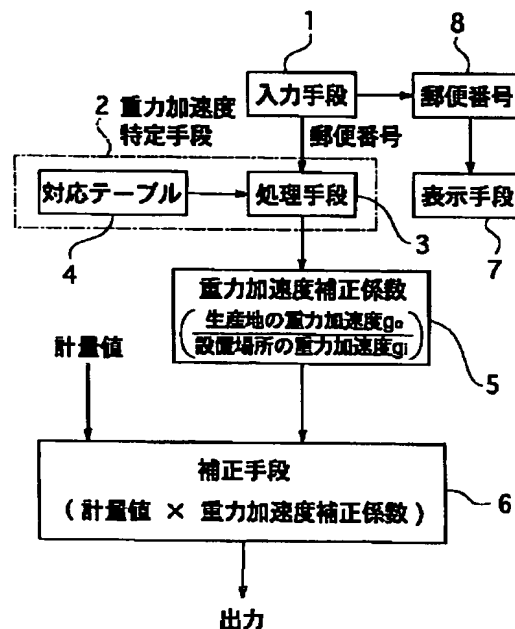 1
8
入力手段
郵便番号
2 重力加速度
特定手段
郵便番号
対応テーブル
処理手段
表示手段
4
3
7
重力加速度補正係数
生産地の重力加速度g₀
設置場所の重力加速度gi
5
計量値
補正手段
( 計量値 × 重力加速度補正係数 )
6
出力